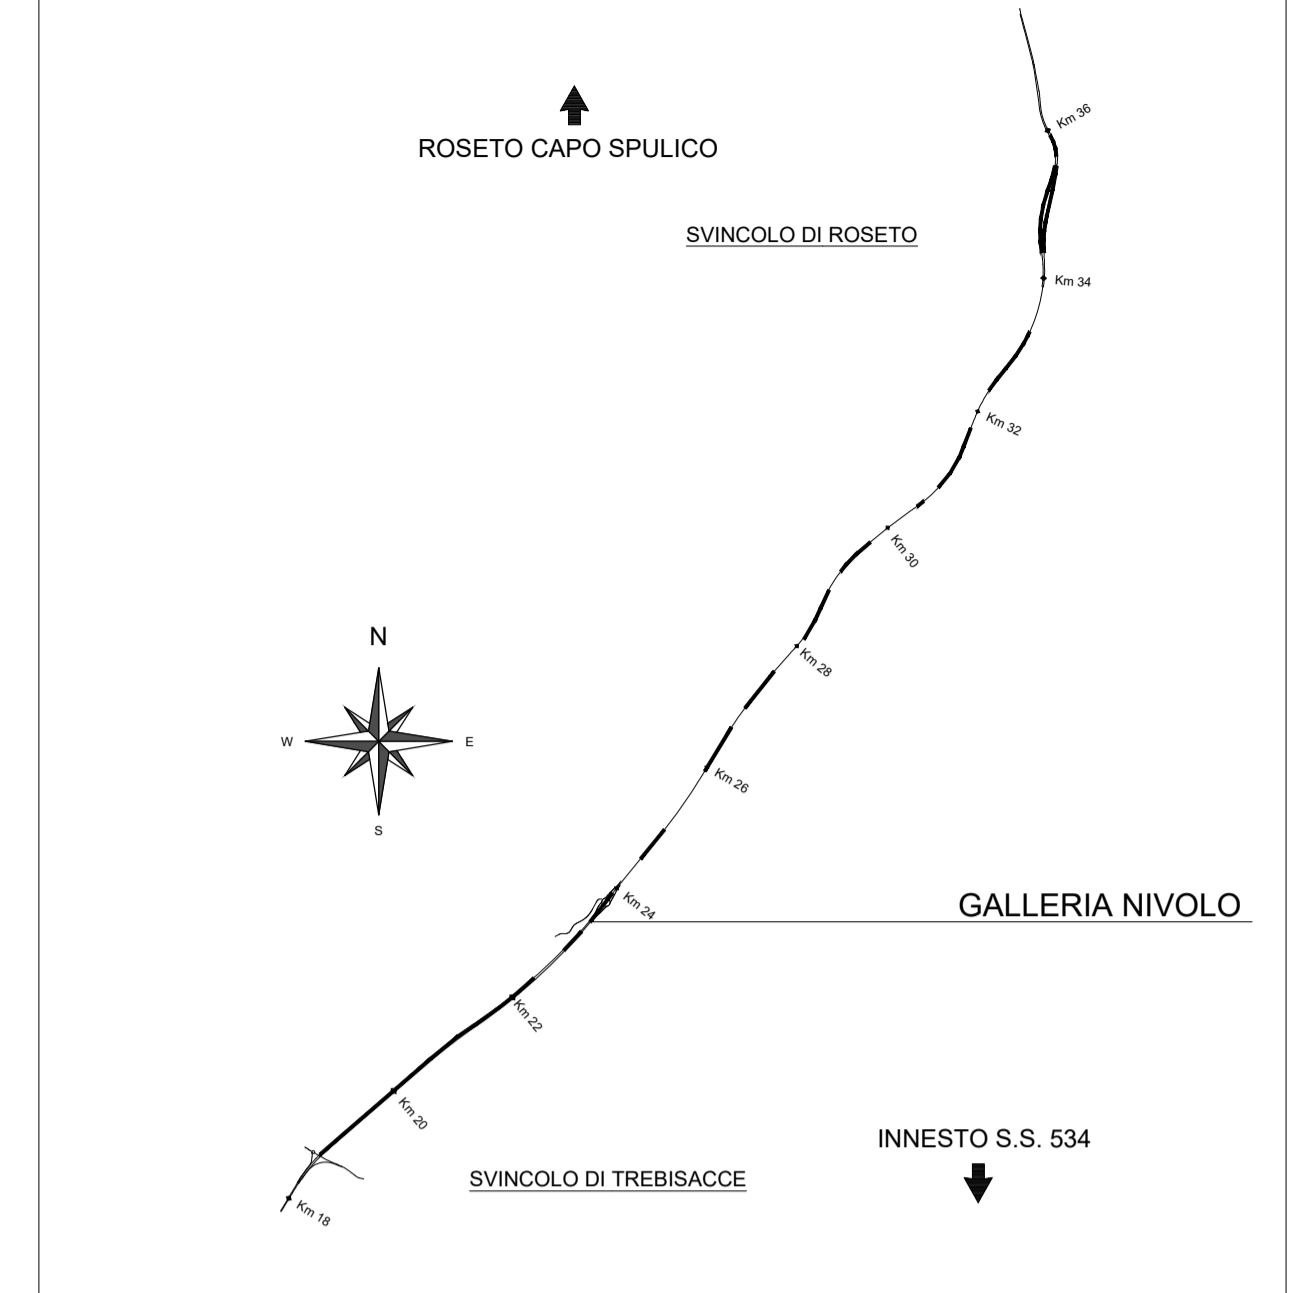 Km 36
ROSETO CAPO SPULICO
SVINCOLO DI ROSETO
Km 34
Km 32
Km 30
N
Km 28
W
E
Km 26
S
Km 24
GALLERIA NIVOLO
Km 22
Km 20
INNESTO S.S. 534
SVINCOLO DI TREBISACCE
Km 18